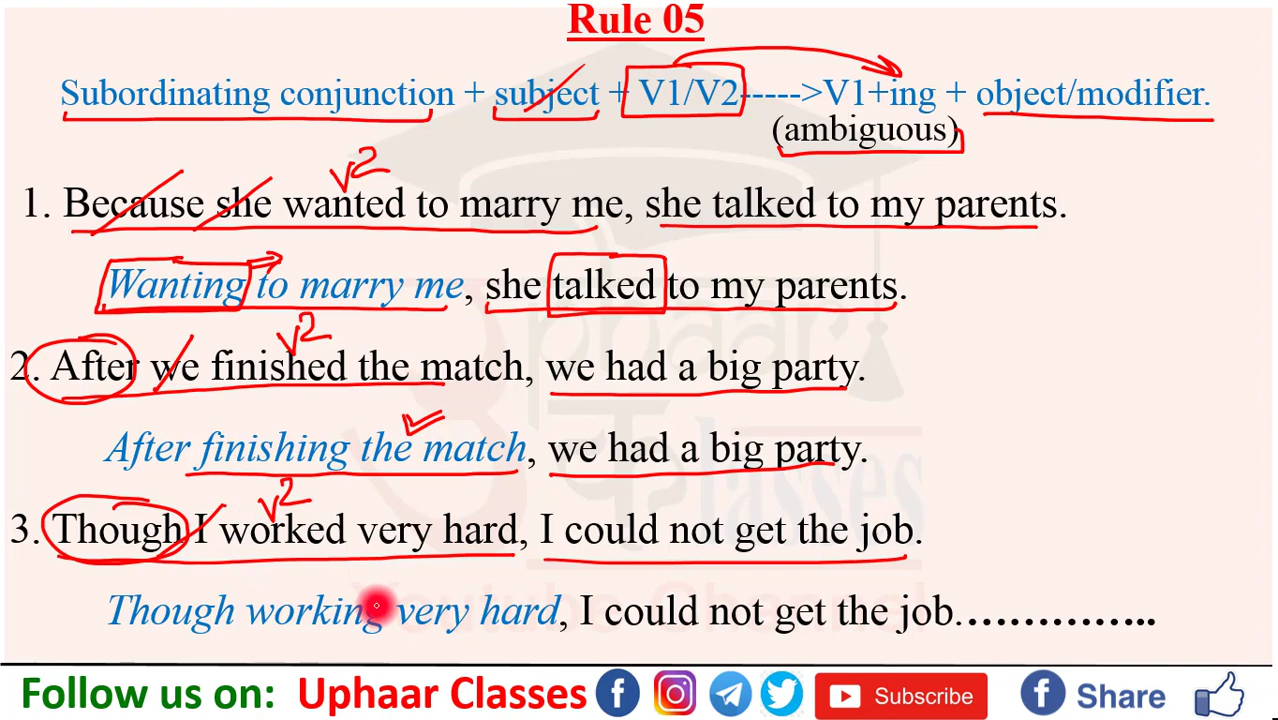 Rule 05
Subordinating conjunction + subject + V1/V2----->V1+ing + object/modifier.
(ambiguous)
V2
1. Because she wanted to marry me, she talked to my parents.
Wanting to marry me, she talked to my parents.
V2
2. After we finished the match, we had a big party.
After finishing the match, we had a big party.
V2
3. Though I worked very hard, I could not get the job.
Though working very hard, I could not get the job…………..
Follow us on: Uphaar Classes Subscribe Share